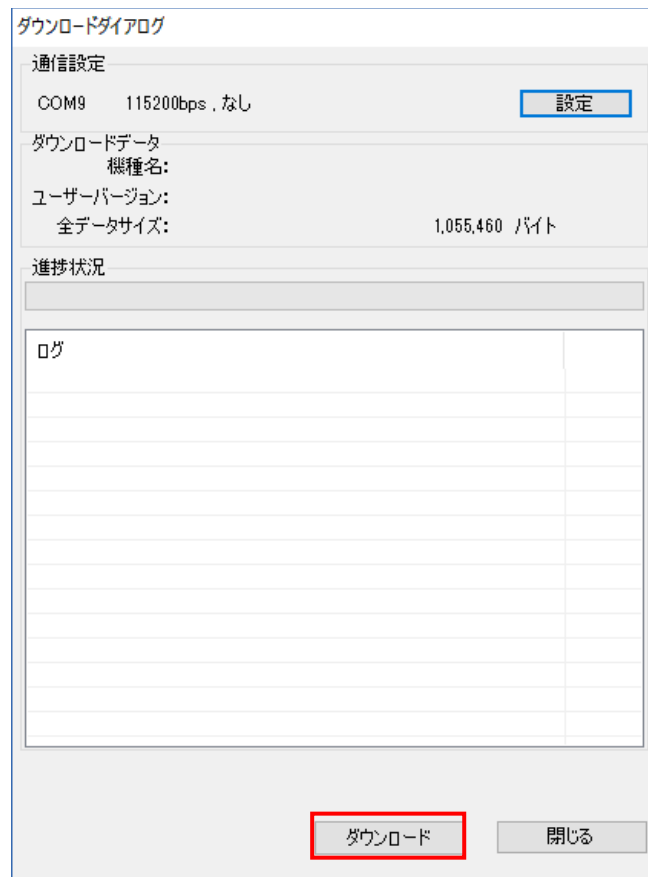 ダウンロードダイアログ
通信設定
COM9 115200bps , なし
設定
ダウンロードデータ
機種名:
ユーザーバージョン:
全データサイズ: 1,055,460 バイト
進捗状況
ログ
ダウンロード
閉じる